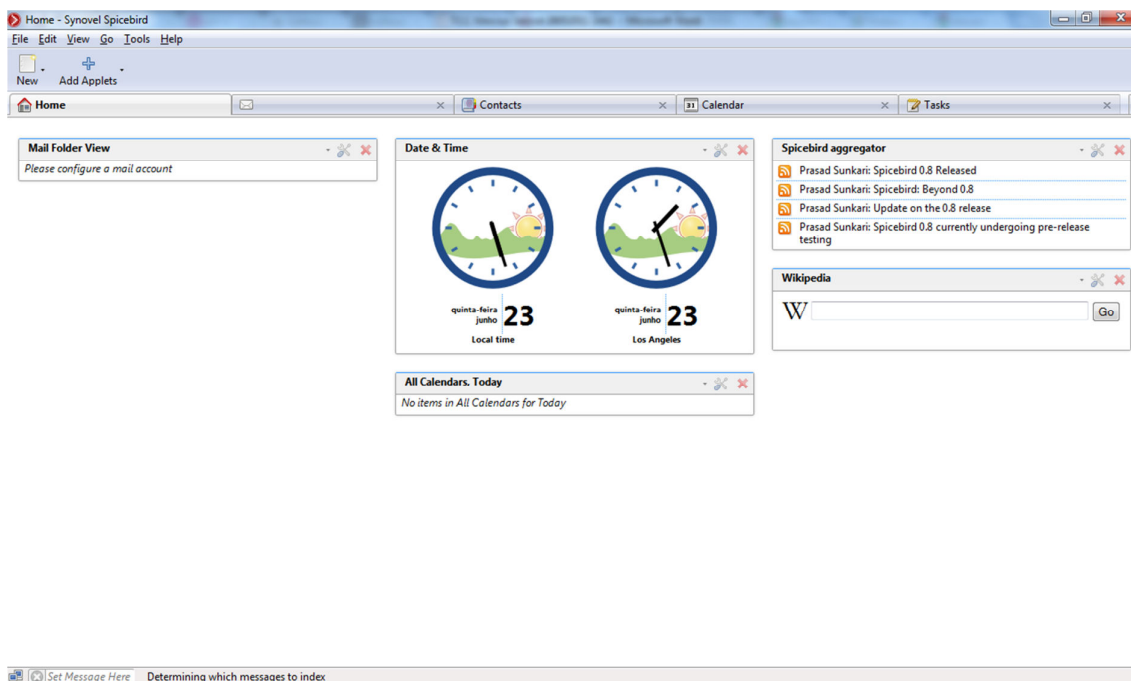 Home - Synovel Spicebird
File Edit View Go Tools Help
New Add Applets
Home Contacts 31 Calendar Tasks
Mail Folder View
Please configure a mail account
Date & Time
quinta-feira
junho
23
Local time
quinta-feira
junho
23
Los Angeles
All Calendars. Today
No items in All Calendars for Today
Spicebird aggregator
Prasad Sunkari: Spicebird 0.8 Released
Prasad Sunkari: Spicebird: Beyond 0.8
Prasad Sunkari: Update on the 0.8 release
Prasad Sunkari: Spicebird 0.8 currently undergoing pre-release
testing
Wikipedia
W Go
Set Message Here Determining which messages to index